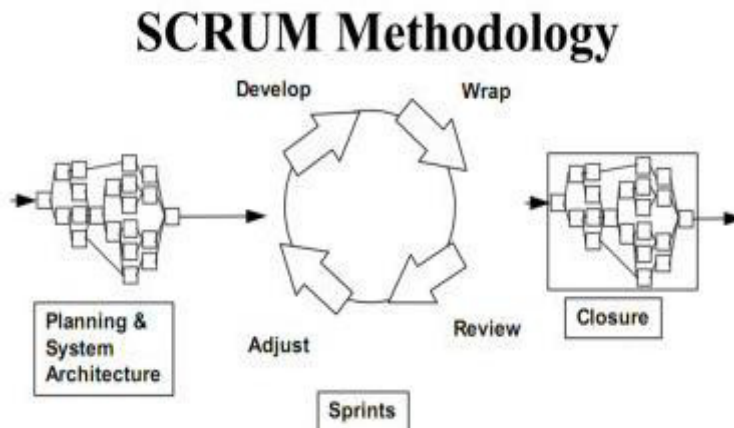 SCRUM Methodology
Develop
Wrap
Planning &
System
Architecture
Adjust
Review
Closure
Sprints